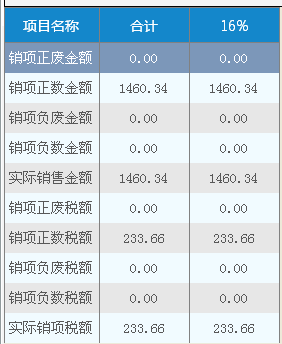 项目名称 合计 16%
销项正废金额 0.00 0.00
销项正数金额 1460.34 1460.34
销项负废金额 0.00 0.00
销项负数金额 0.00 0.00
实际销售金额 1460.34 1460.34
销项正废税额 0.00 0.00
销项正数税额 233.66 233.66
销项负废税额 0.00 0.00
销项负数税额 0.00 0.00
实际销项税额 233.66 233.66